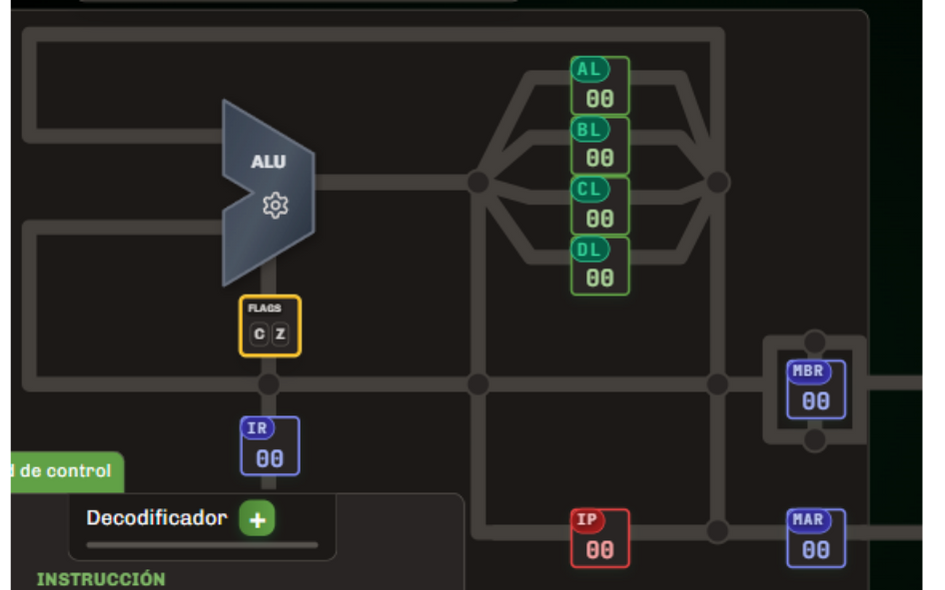 AL
00
BL
00
ALU
CL
00
DL
00
FLAGS
C Z
MBR
00
IR
00
d de control
Decodificador +
IP
00
MAR
00
INSTRUCCIÓN